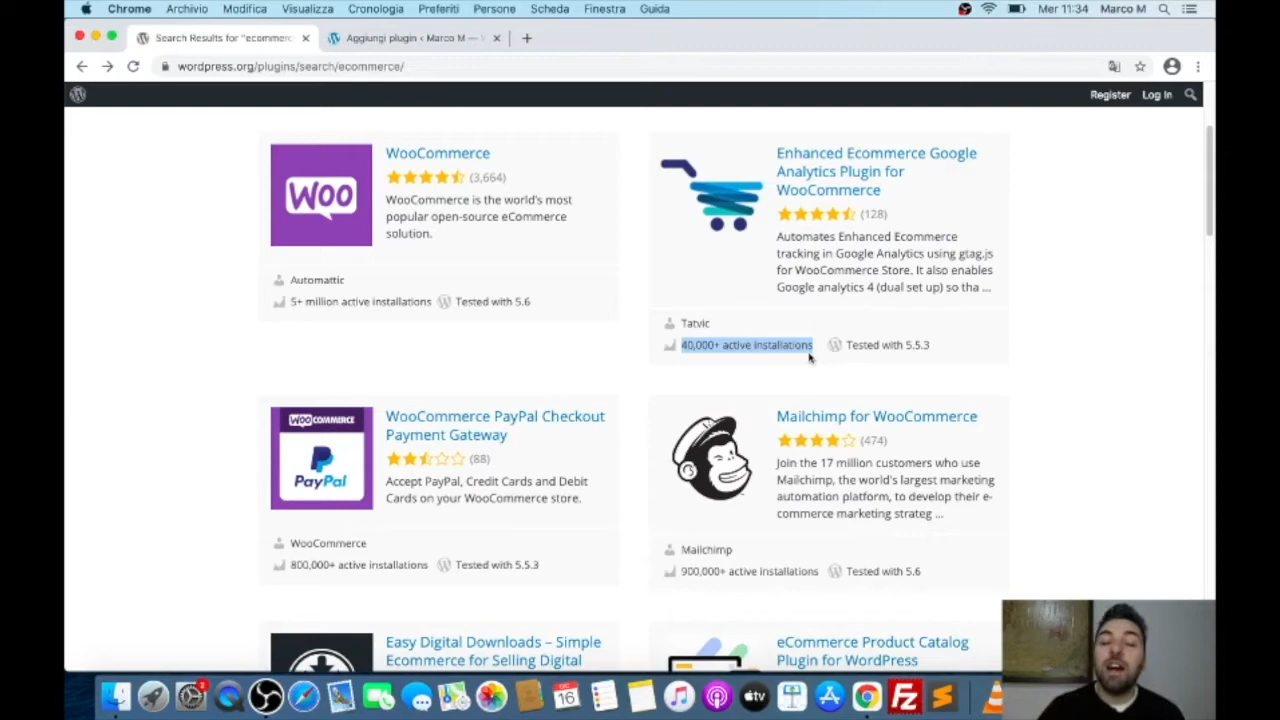 Chrome Archivio Modifica Visualizza Cronologia Preferiti Persone Scheda Finestra Guida Mer 11:34 Marco M
Search Results for "ecommerc Aggiungi plugin ‹ Marco M —
wordpress.org/plugins/search/ecommerce/
Register Log In
WooCommerce
(3,664)
WooCommerce is the world's most
popular open-source eCommerce
solution.
Automattic
5+ million active installations Tested with 5.6
WOO
Enhanced Ecommerce Google
Analytics Plugin for
WooCommerce
(128)
Automates Enhanced Ecommerce
tracking in Google Analytics using gtag.js
for WooCommerce Store. It also enables
Google analytics 4 (dual set up) so tha ...
Tatvic
40,000+ active installations Tested with 5.5.3
WOO COMMERCE
PayPal
WooCommerce PayPal Checkout
Payment Gateway
(88)
Accept PayPal, Credit Cards and Debit
Cards on your WooCommerce store.
WooCommerce
800,000+ active installations Tested with 5.5.3
Mailchimp for WooCommerce
(474)
Join the 17 million customers who use
Mailchimp, the world's largest marketing
automation platform, to develop their e-
commerce marketing strateg ...
Mailchimp
900,000+ active installations Tested with 5.6
Easy Digital Downloads – Simple
Ecommerce for Selling Digital
eCommerce Product Catalog
Plugin for WordPress
3
16
tv
Fz